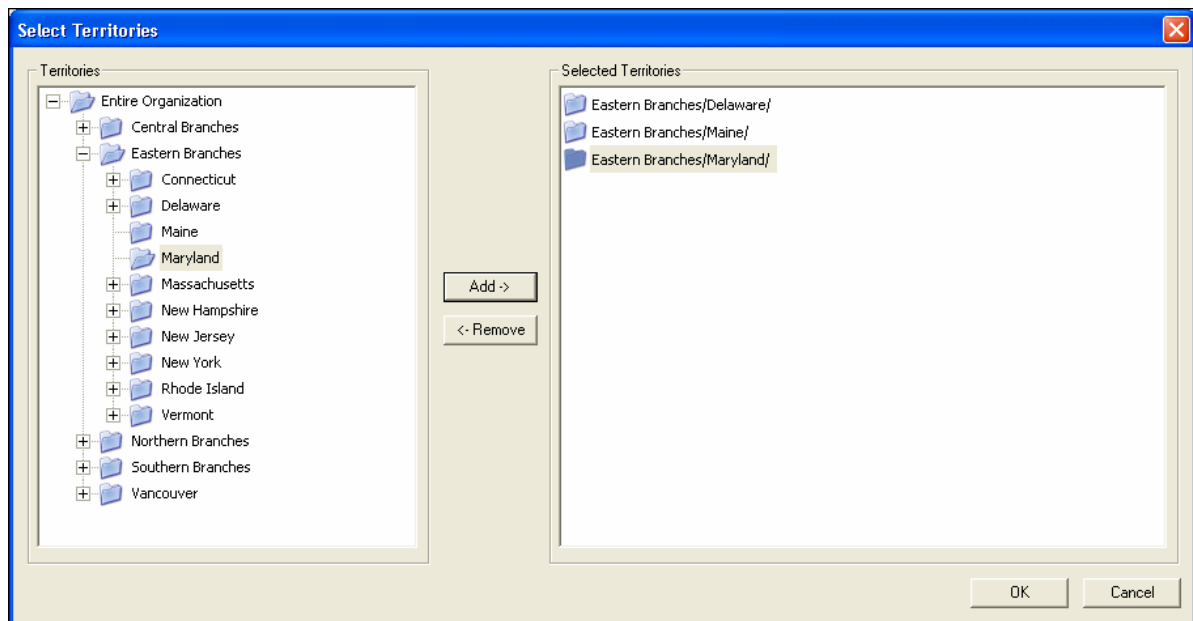 Select Territories
Territories
Entire Organization
Central Branches
Eastern Branches
Connecticut
Delaware
Maine
Maryland
Massachusetts
New Hampshire
New Jersey
New York
Rhode Island
Vermont
Northern Branches
Southern Branches
Vancouver
Add ->
<- Remove
Selected Territories
Eastern Branches/Delaware/
Eastern Branches/Maine/
Eastern Branches/Maryland/
OK
Cancel